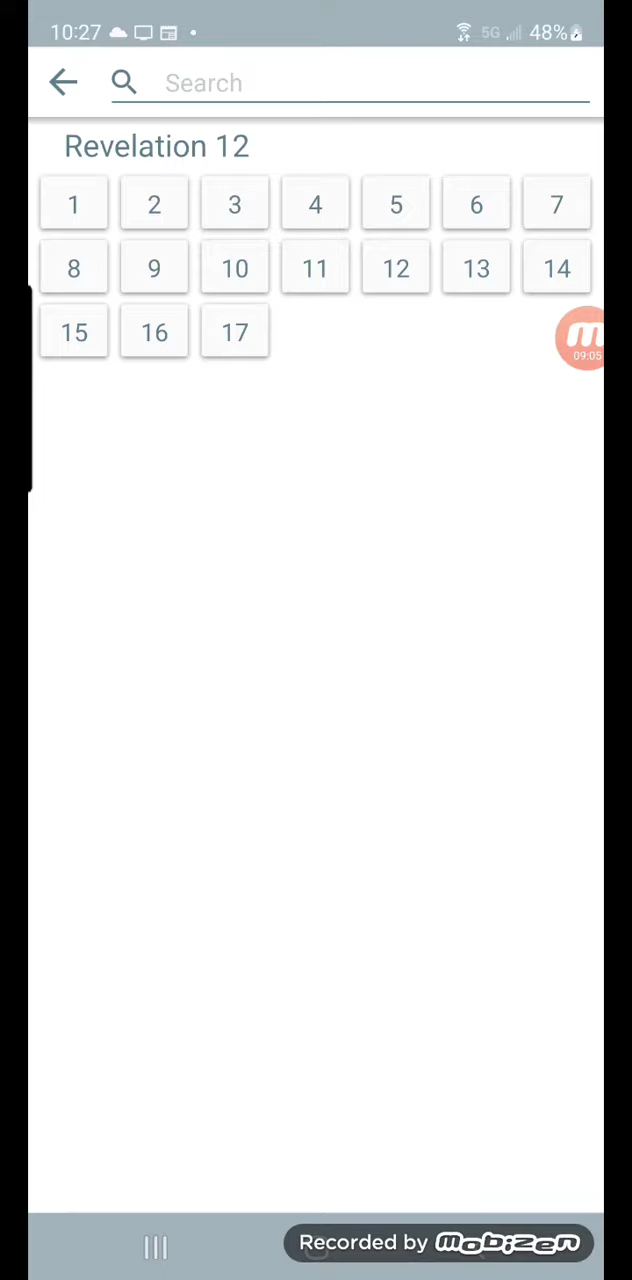 10:27 5G 48%
Search
Revelation 12
1 2 3 4 5 6 7
8 9 10 11 12 13 14
15 16 17
m
09:05
Recorded by mobizen